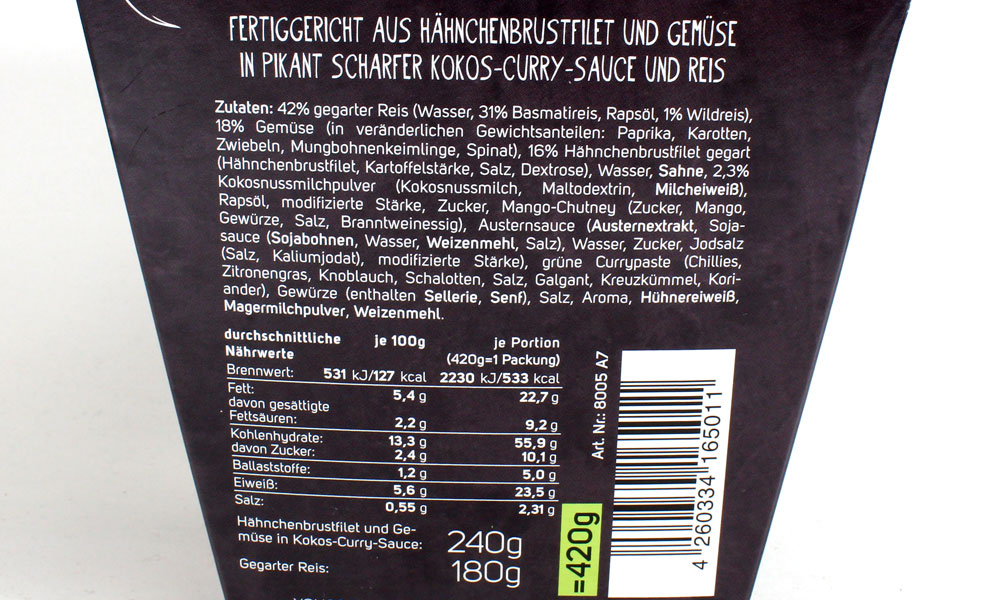 FERTIGGERICHT AUS HÄHNCHENBRUSTFILET UND GEMÜSE
IN PIKANT SCHARFER KOKOS-CURRY-SAUCE UND REIS
Zutaten: 42% gegarter Reis (Wasser, 31% Basmatireis, Rapsöl, 1% Wildreis),
18% Gemüse (in veränderlichen Gewichtsanteilen: Paprika, Karotten,
Zwiebeln, Mungbohnenkeimlinge, Spinat), 16% Hähnchenbrustfilet gegart
(Hähnchenbrustfilet, Kartoffelstärke, Salz, Dextrose), Wasser, Sahne, 2,3%
Kokosnussmilchpulver (Kokosnussmilch, Maltodextrin, Milcheiweiß),
Rapsöl, modifizierte Stärke, Zucker, Mango-Chutney (Zucker, Mango,
Gewürze, Salz, Branntweinessig), Austernsauce (Austernextrakt, Soja-
sauce (Sojabohnen, Wasser, Weizenmehl, Salz), Wasser, Zucker, Jodsalz
(Salz, Kaliumjodat), modifizierte Stärke), grüne Currypaste (Chillies,
Zitronengras, Knoblauch, Schalotten, Salz, Galgant, Kreuzkümmel, Kori-
ander), Gewürze (enthalten Sellerie, Senf), Salz, Aroma, Hühnereiweiß,
Magermilchpulver, Weizenmehl.
durchschnittliche je 100g je Portion
Nährwerte (420g=1 Packung)
Brennwert: 531 kJ/127 kcal 2230 kJ/533 kcal
Fett: 5,4 g 22,7 g
davon gesättigte
Fettsäuren: 2,2 g 9,2 g
Kohlenhydrate: 13,3 g 55,9 g
davon Zucker: 2,4 g 10,1 g
Ballaststoffe: 1,2 g 5,0 g
Eiweiß: 5,6 g 23,5 g
Salz: 0,55 g 2,31 g
Hähnchenbrustfilet und Ge-
müse in Kokos-Curry-Sauce: 240g
Gegarter Reis: 180g
=420g
Art. Nr.: 8005 A7
4 260334 165011